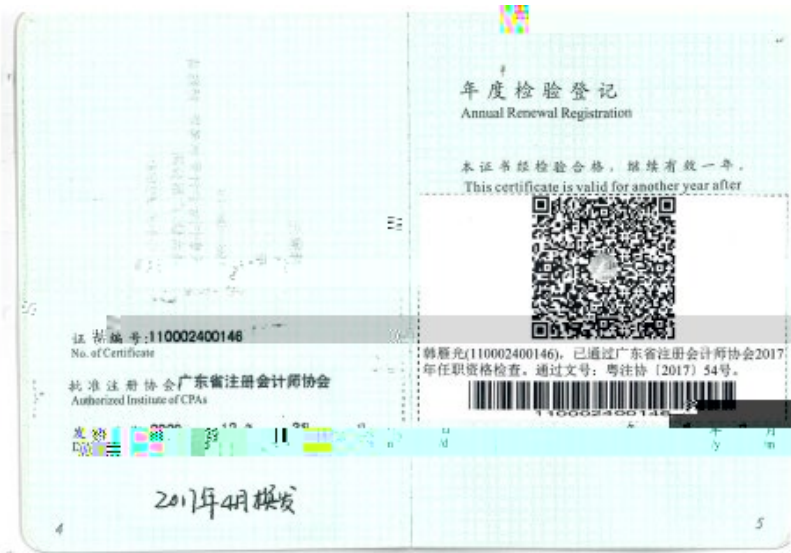 证书编号:110002400146
No. of Certificate
批准注册协会广东省注册会计师协会
Authorized Institute of CPAs
2017年4月换发
4
年度检验登记
Annual Renewal Registration
本证书经检验合格，继续有效一年。
This certificate is valid for another year after
韩雁光(110002400146)，已通过广东省注册会计师协会2017
年任职资格检查。通过文号：粤注协〔2017〕54号。
110002400146
年 月
/y /m
5